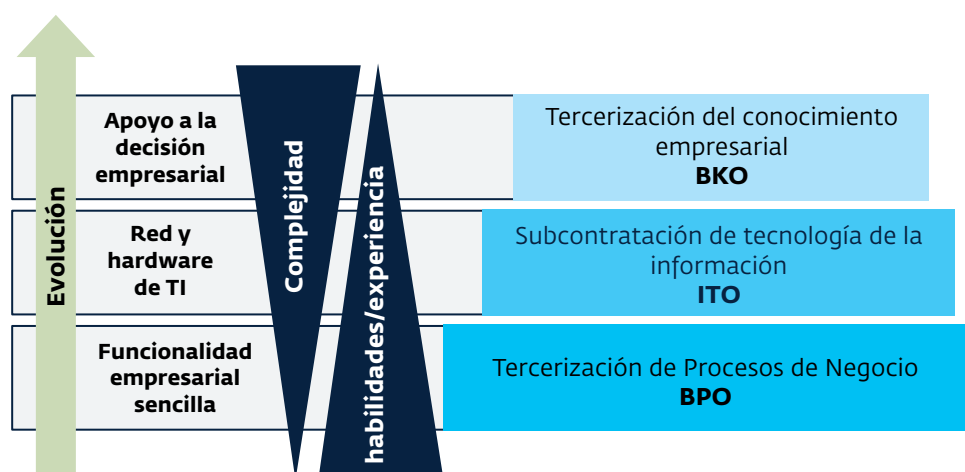 Evolución
Apoyo a la
decisión
empresarial
Red y
hardware
de TI
Funcionalidad
empresarial
sencilla
Complejidad
habilidades/experiencia
Tercerización del conocimiento
empresarial
BKO
Subcontratación de tecnología de la
información
ITO
Tercerización de Procesos de Negocio
BPO